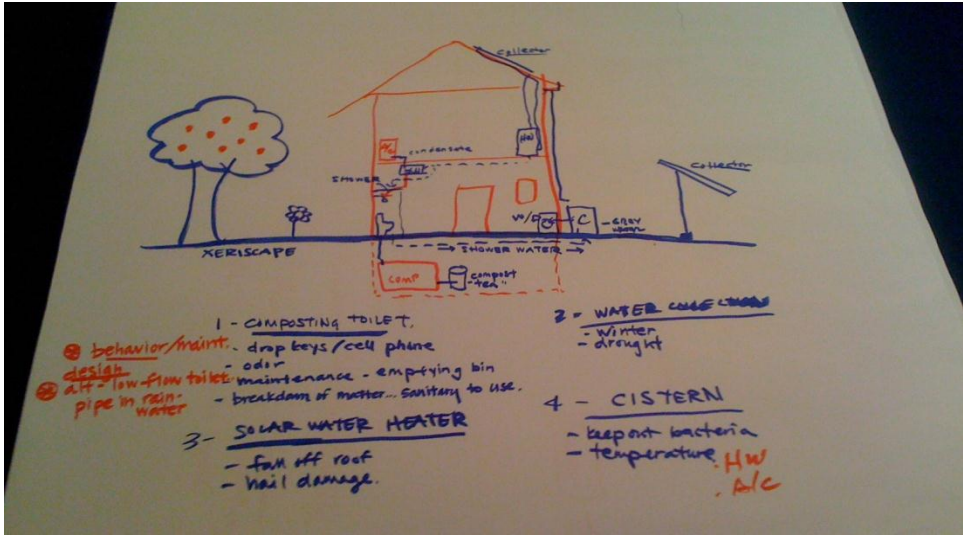 collector
HW
A/C
condensate
SHOWER
collector
C
- GREY
WATER
XERISCAPE
→ SHOWER WATER →
COMP
compost
"tea"
1 - COMPOSTING TOILET.
- drop keys/cell phone
- odor
- maintenance - emptying bin
- breakdown of matter... sanitary to use.
behavior/maint.
design
alt - low-flow toilet
pipe in rain-
water
2 - WATER COLLECTION
- winter
- drought
3 - SOLAR WATER HEATER
- fall off roof
- hail damage.
4 - CISTERN
- keep out bacteria
- temperature
. HW
. A/C